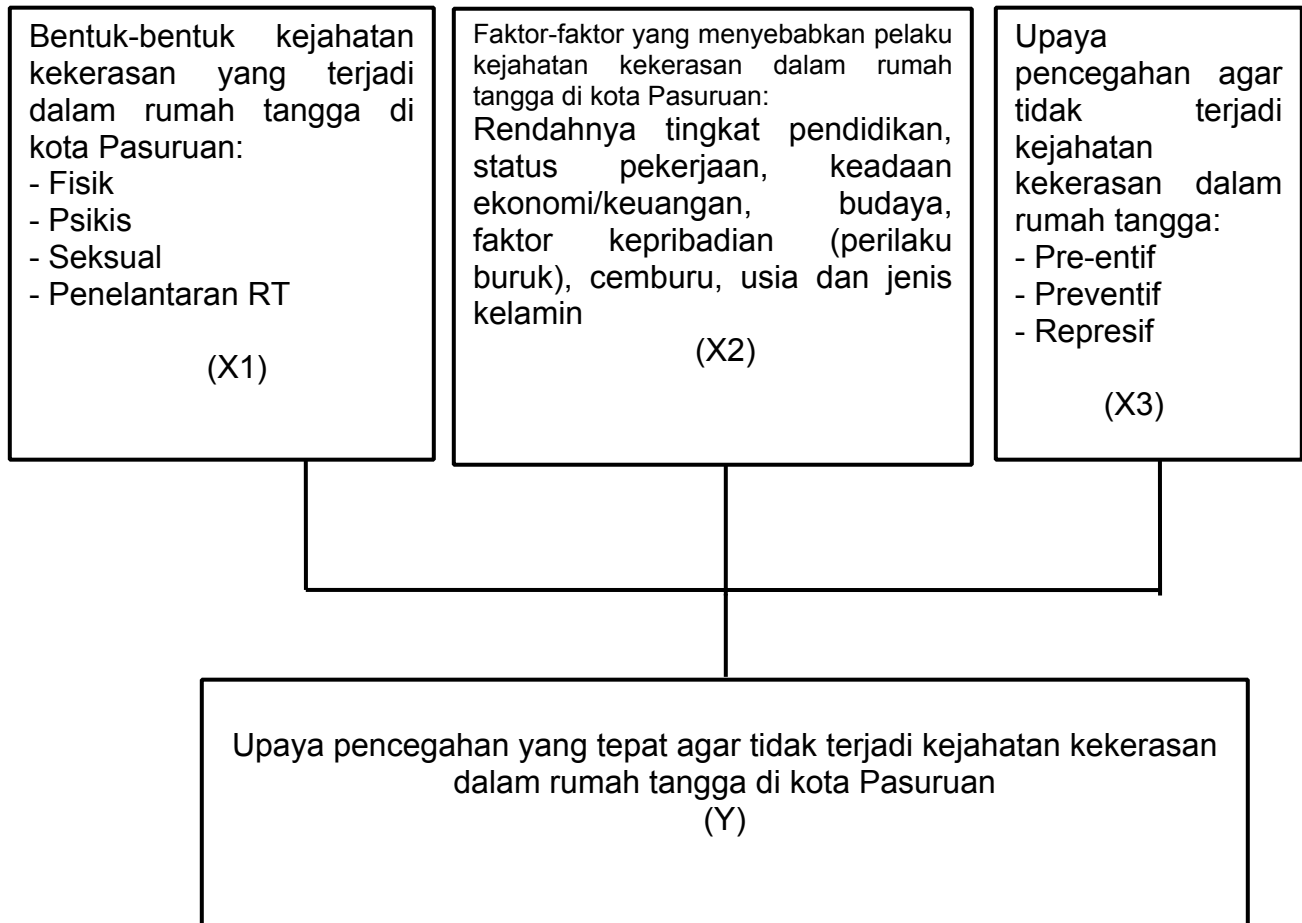 Bentuk-bentuk kejahatan
kekerasan yang terjadi
dalam rumah tangga di
kota Pasuruan:
- Fisik
- Psikis
- Seksual
- Penelantaran RT
(X1)
Faktor-faktor yang menyebabkan pelaku
kejahatan kekerasan dalam rumah
tangga di kota Pasuruan:
Rendahnya tingkat pendidikan,
status pekerjaan, keadaan
ekonomi/keuangan, budaya,
faktor kepribadian (perilaku
buruk), cemburu, usia dan jenis
kelamin
(X2)
Upaya
pencegahan agar
tidak terjadi
kejahatan
kekerasan dalam
rumah tangga:
- Pre-entif
- Preventif
- Represif
(X3)
Upaya pencegahan yang tepat agar tidak terjadi kejahatan kekerasan
dalam rumah tangga di kota Pasuruan
(Y)